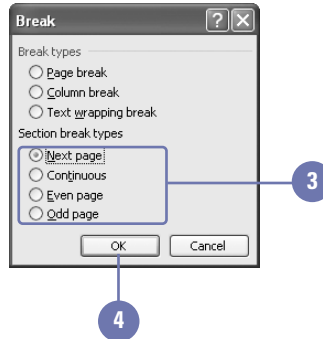 Break
Break types
Page break
Column break
Text wrapping break
Section break types
Next page
Continuous
Even page
Odd page
3
OK Cancel
4